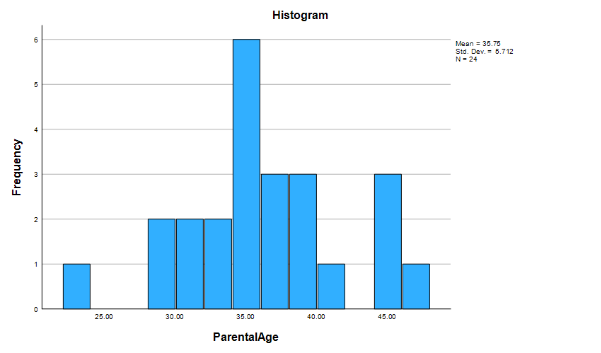 Histogram
Mean = 35.75
Std. Dev. = 5.712
N = 24
Frequency
6
5
4
3
2
1
0
25.00 30.00 35.00 40.00 45.00
ParentalAge